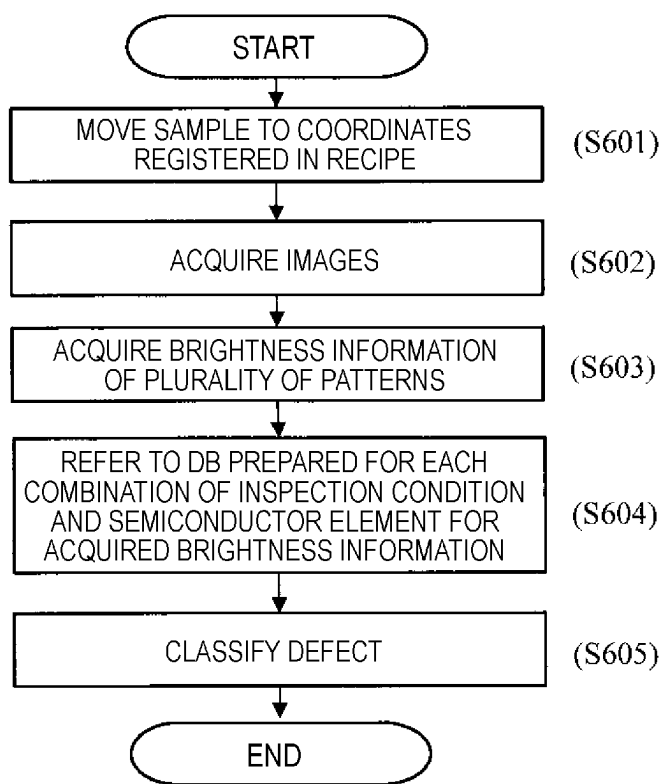 START
MOVE SAMPLE TO COORDINATES
REGISTERED IN RECIPE
(S601)
ACQUIRE IMAGES
(S602)
ACQUIRE BRIGHTNESS INFORMATION
OF PLURALITY OF PATTERNS
(S603)
REFER TO DB PREPARED FOR EACH
COMBINATION OF INSPECTION CONDITION
AND SEMICONDUCTOR ELEMENT FOR
ACQUIRED BRIGHTNESS INFORMATION
(S604)
CLASSIFY DEFECT
(S605)
END